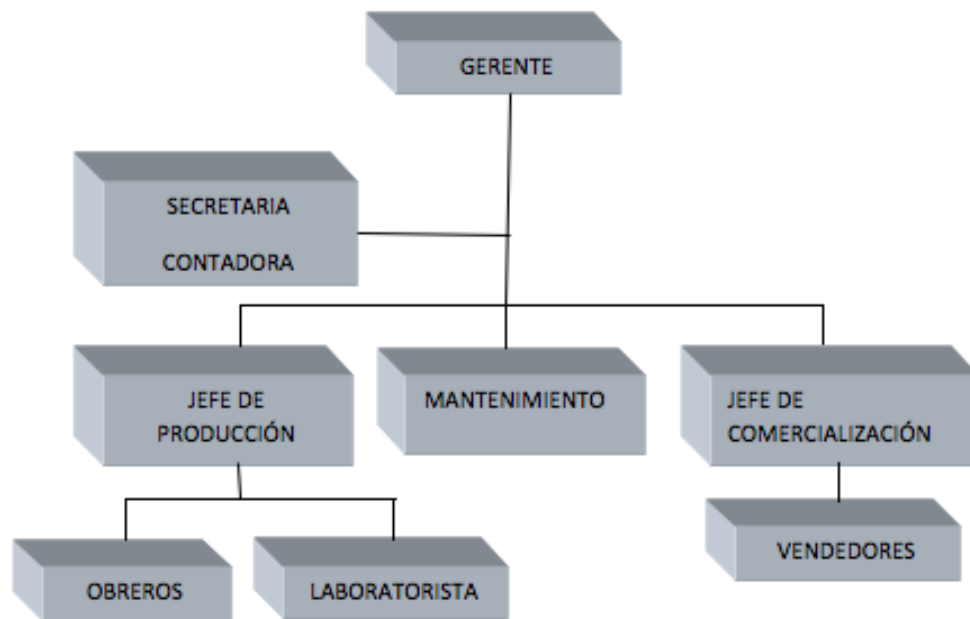 GERENTE
SECRETARIA
CONTADORA
JEFE DE
PRODUCCIÓN
MANTENIMIENTO
JEFE DE
COMERCIALIZACIÓN
OBREROS
LABORATORISTA
VENDEDORES